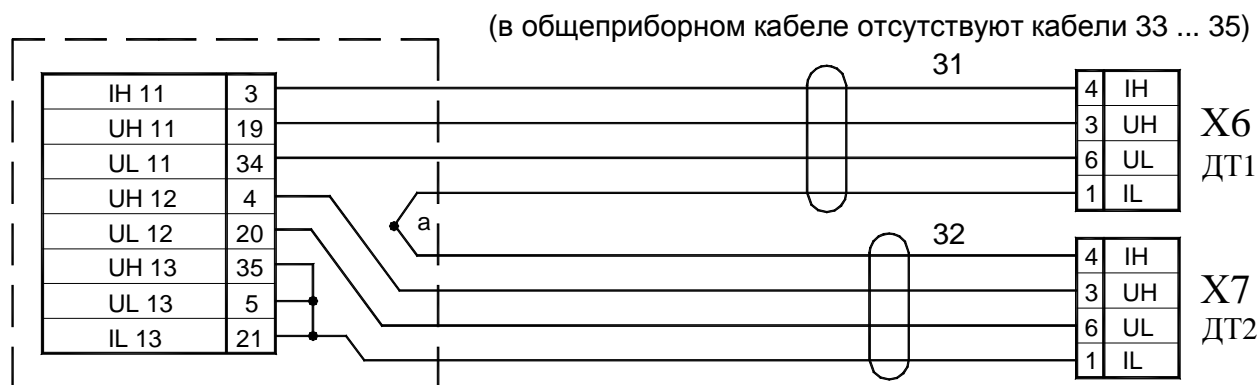 (в общеприборном кабеле отсутствуют кабели 33 ... 35)
31
IH 11 3
UH 11 19
UL 11 34
UH 12 4
UL 12 20
UH 13 35
UL 13 5
IL 13 21
a
4 IH
3 UH
6 UL
1 IL
X6
ДТ1
32
4 IH
3 UH
6 UL
1 IL
X7
ДТ2